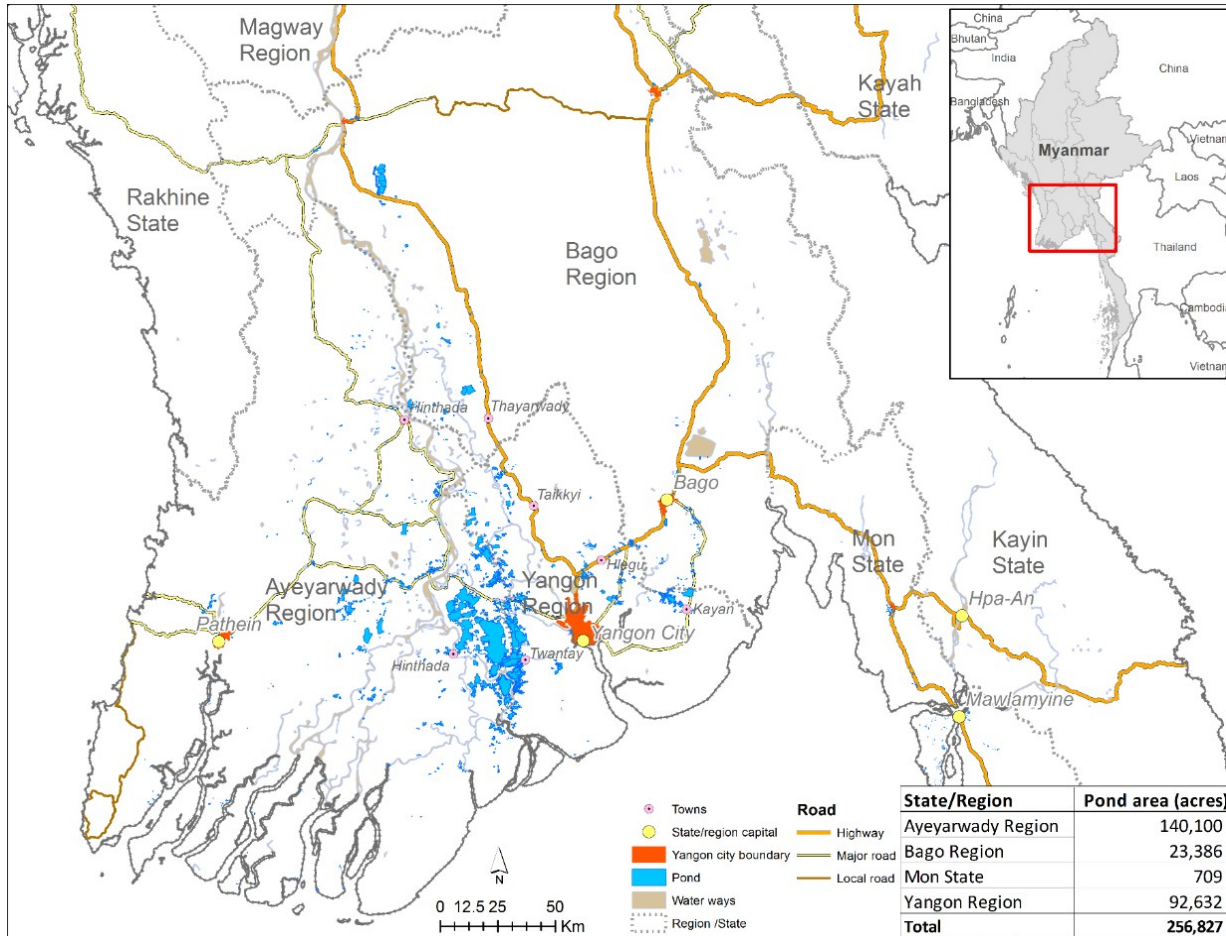 Magway
Region
Kayah
State
Rakhine
State
Bago
Region
Hinthada
Thayarwady
Taikkyi
Bago
Hlegu
Yangon
Region
Kayan
Ayeyarwady
Region
Pathein
Yangon City
Hinthada
Twantay
Mon
State
Kayin
State
Hpa-An
Mawlamyine
China
Bhutan
India
China
Bangladesh
Vietnam
Myanmar
Laos
Vietnam
Thailand
Cambodia
Vietnam
N
0 12.5 25 50
Km
Towns
State/region capital
Yangon city boundary
Pond
Water ways
Region /State
Road
Highway
Major road
Local road
State/Region Pond area (acres)
Ayeyarwady Region 140,100
Bago Region 23,386
Mon State 709
Yangon Region 92,632
Total 256,827